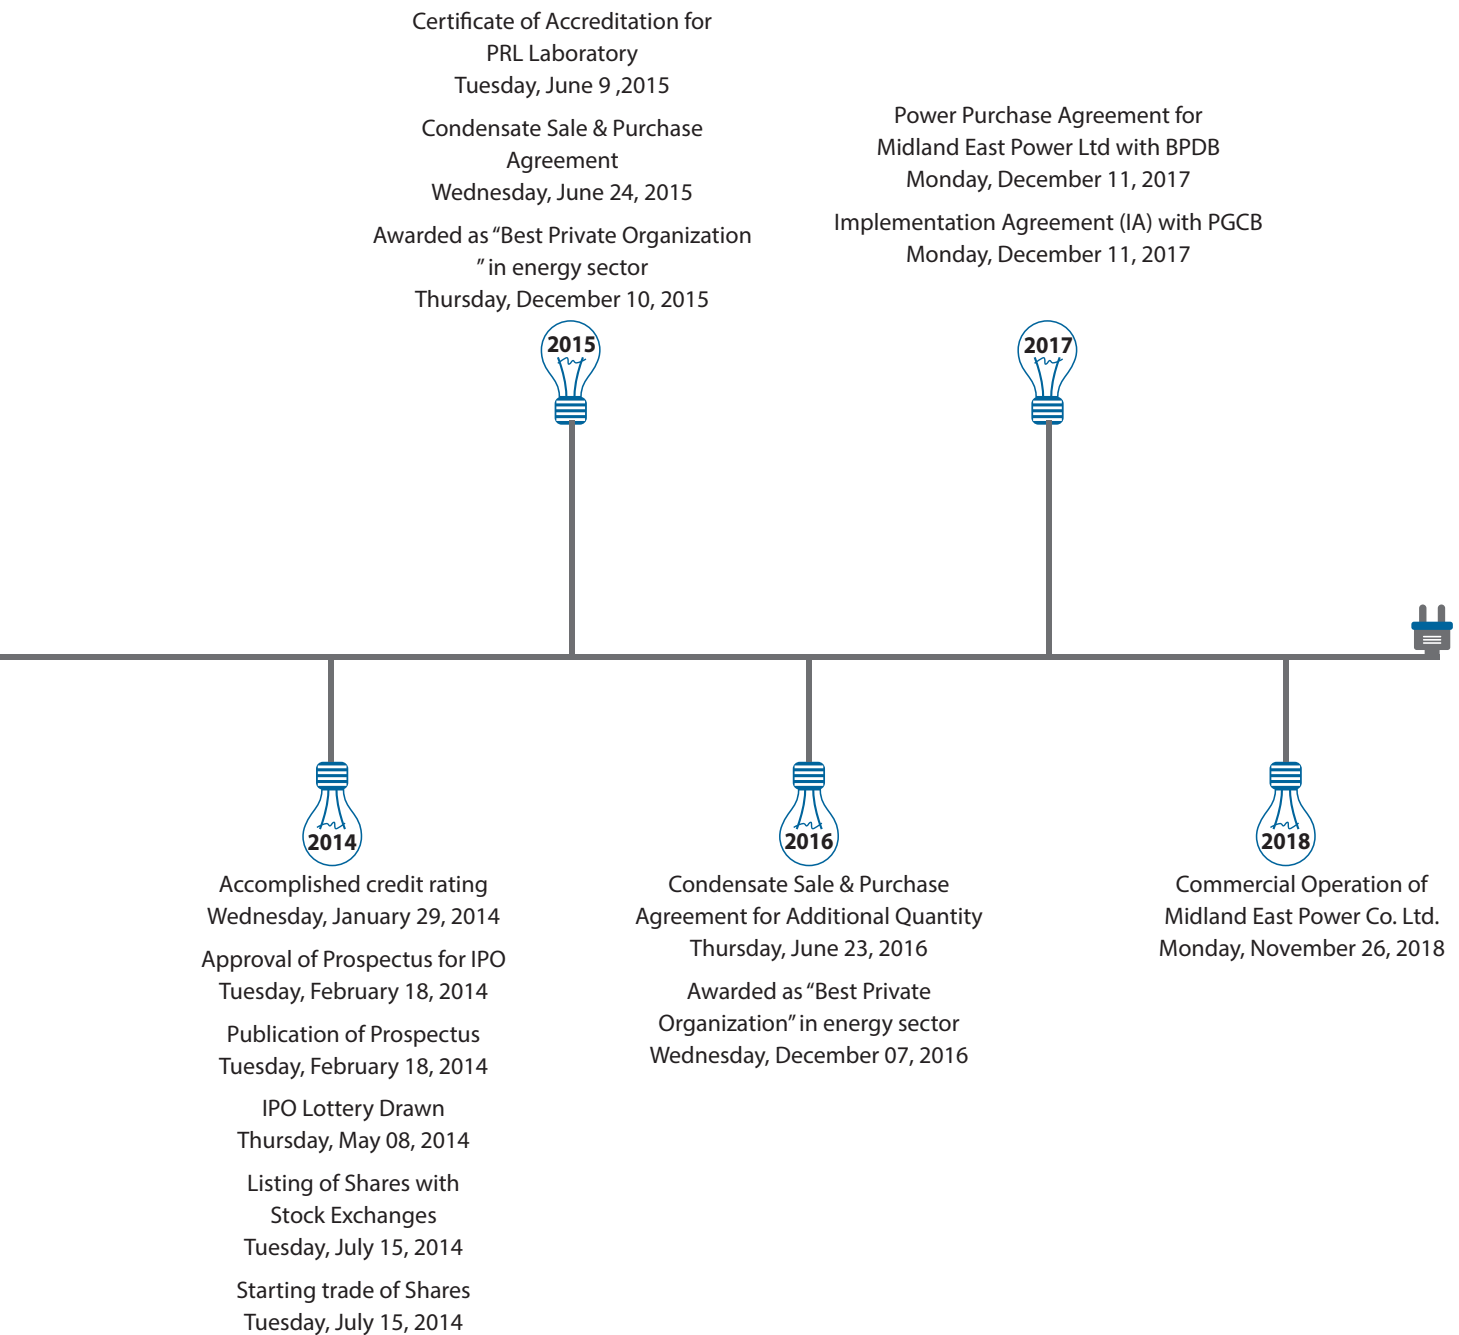 Certificate of Accreditation for
PRL Laboratory
Tuesday, June 9 ,2015
Condensate Sale & Purchase
Agreement
Wednesday, June 24, 2015
Awarded as “Best Private Organization
” in energy sector
Thursday, December 10, 2015
2015
Power Purchase Agreement for
Midland East Power Ltd with BPDB
Monday, December 11, 2017
Implementation Agreement (IA) with PGCB
Monday, December 11, 2017
2017
2014
Accomplished credit rating
Wednesday, January 29, 2014
Approval of Prospectus for IPO
Tuesday, February 18, 2014
Publication of Prospectus
Tuesday, February 18, 2014
IPO Lottery Drawn
Thursday, May 08, 2014
Listing of Shares with
Stock Exchanges
Tuesday, July 15, 2014
Starting trade of Shares
Tuesday, July 15, 2014
2016
Condensate Sale & Purchase
Agreement for Additional Quantity
Thursday, June 23, 2016
Awarded as “Best Private
Organization” in energy sector
Wednesday, December 07, 2016
2018
Commercial Operation of
Midland East Power Co. Ltd.
Monday, November 26, 2018